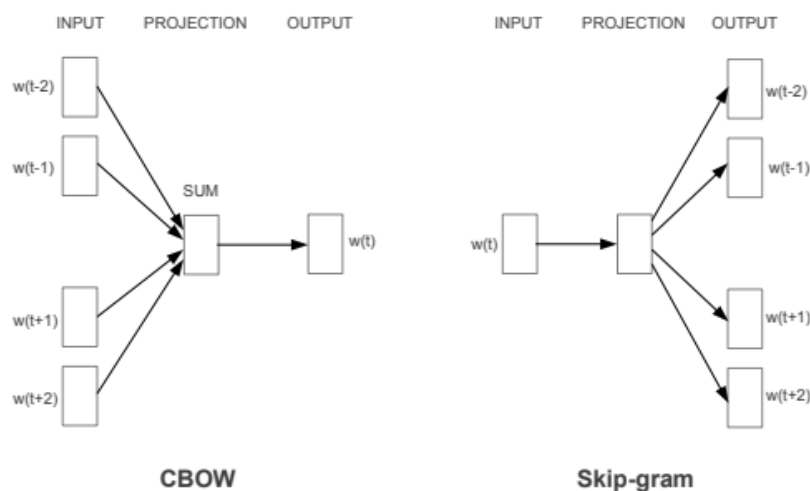 INPUT PROJECTION OUTPUT
w(t-2)
w(t-1)
SUM
w(t)
w(t+1)
w(t+2)
CBOW
INPUT PROJECTION OUTPUT
w(t-2)
w(t-1)
w(t)
w(t+1)
w(t+2)
Skip-gram